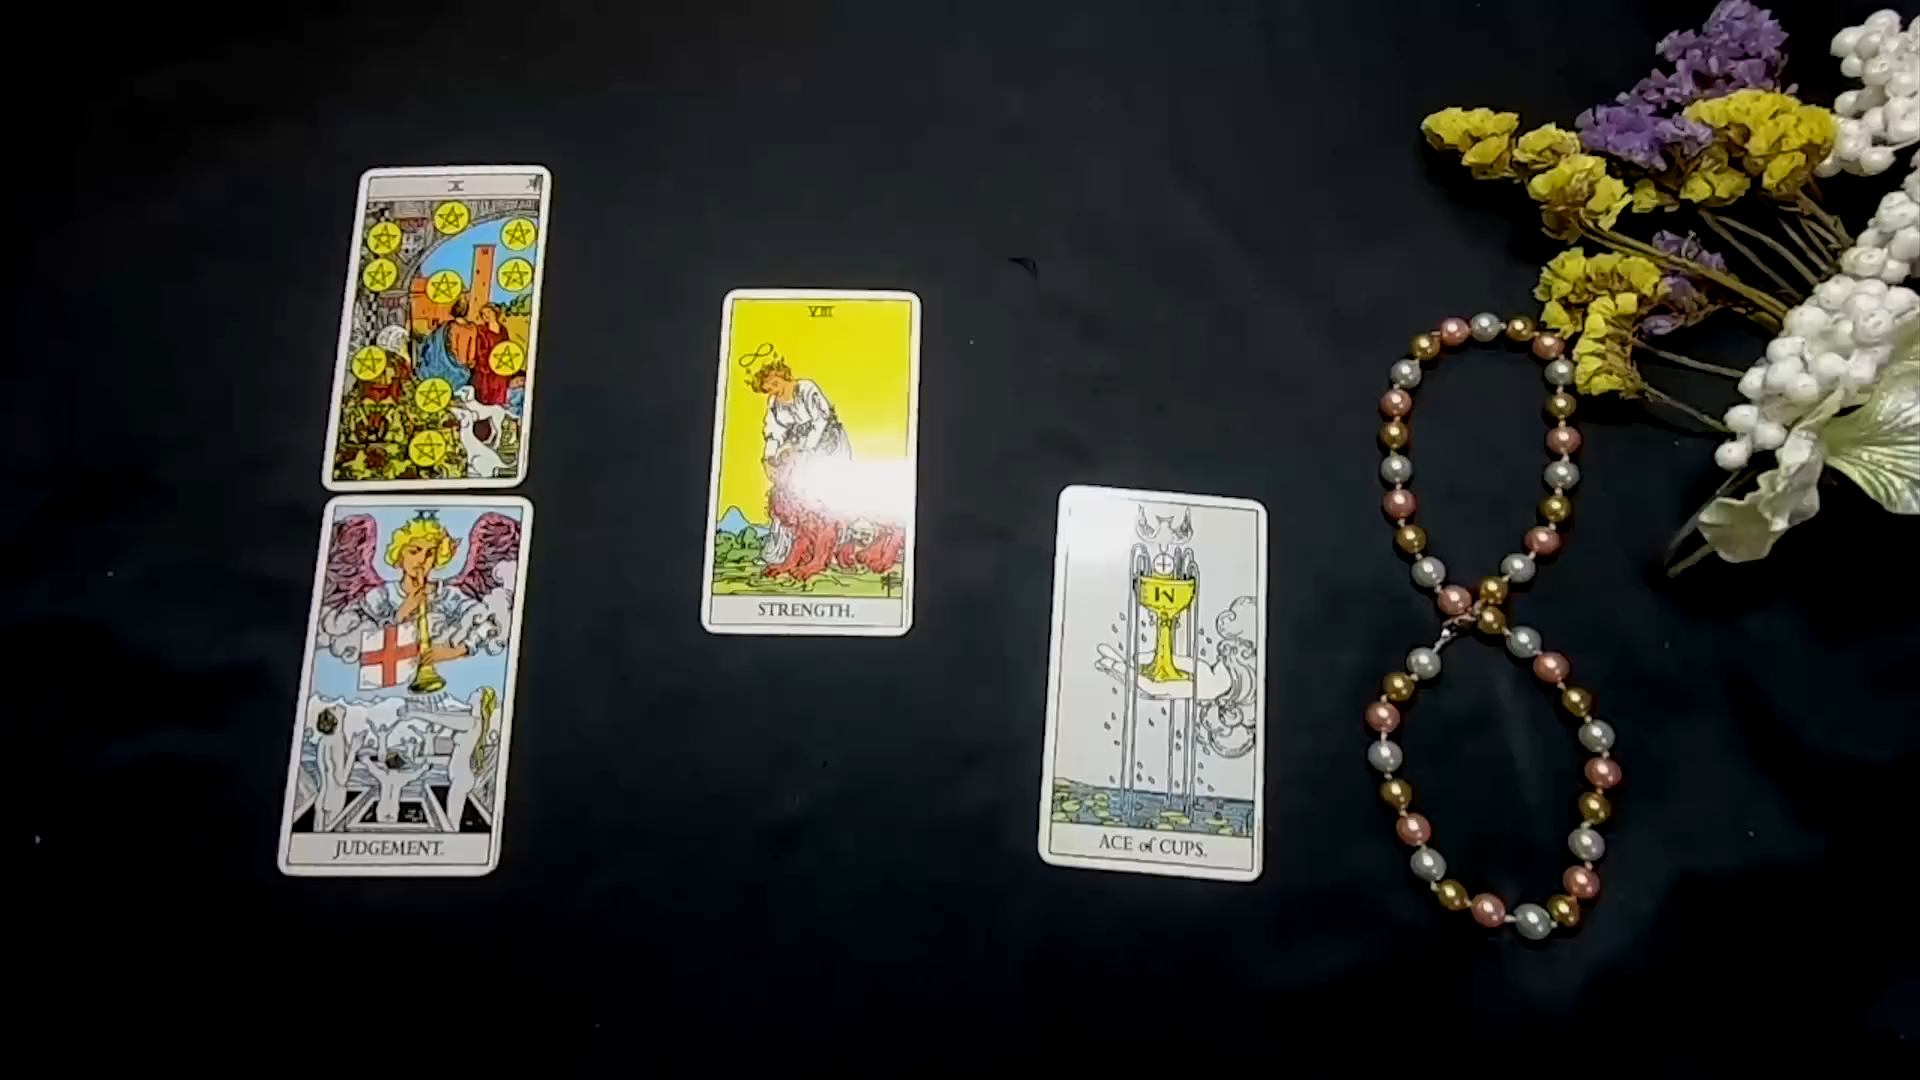 X
XX
JUDGEMENT.
VIII
STRENGTH.
W
ACE of CUPS.